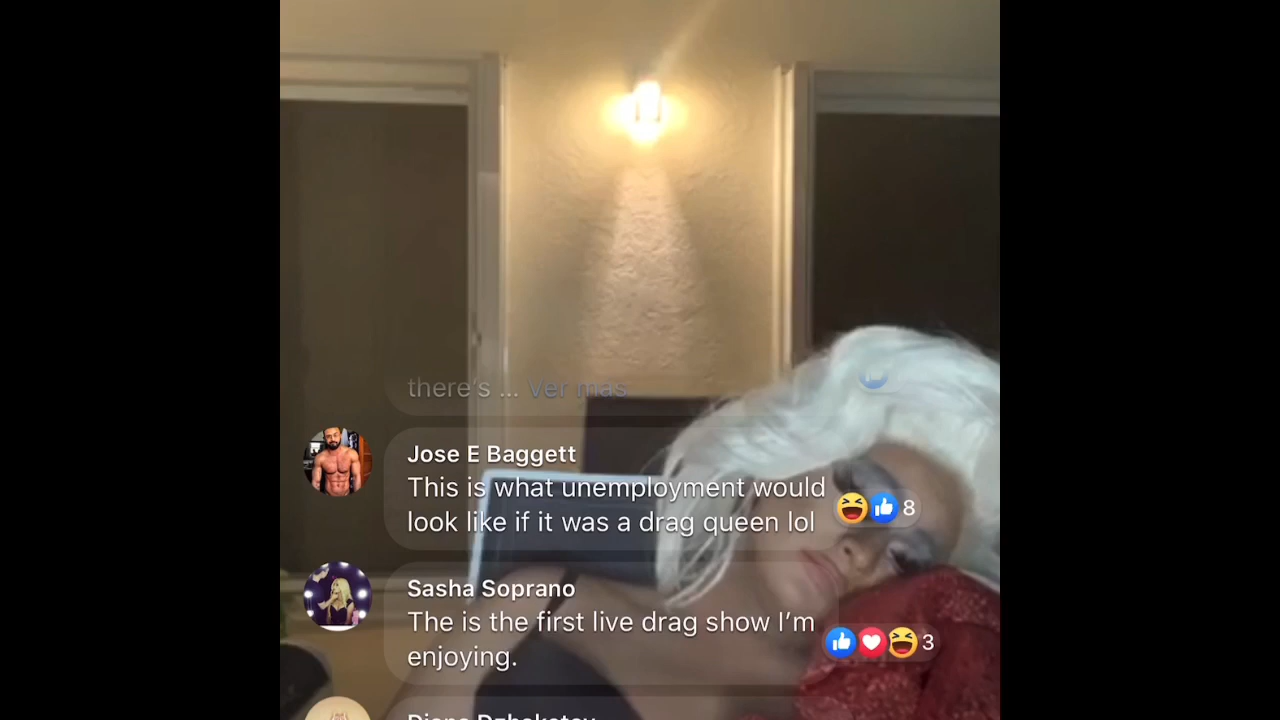 there's ... Ver mas
Jose E Baggett
This is what unemployment would
look like if it was a drag queen lol
8
Sasha Soprano
The is the first live drag show I'm
enjoying.
3